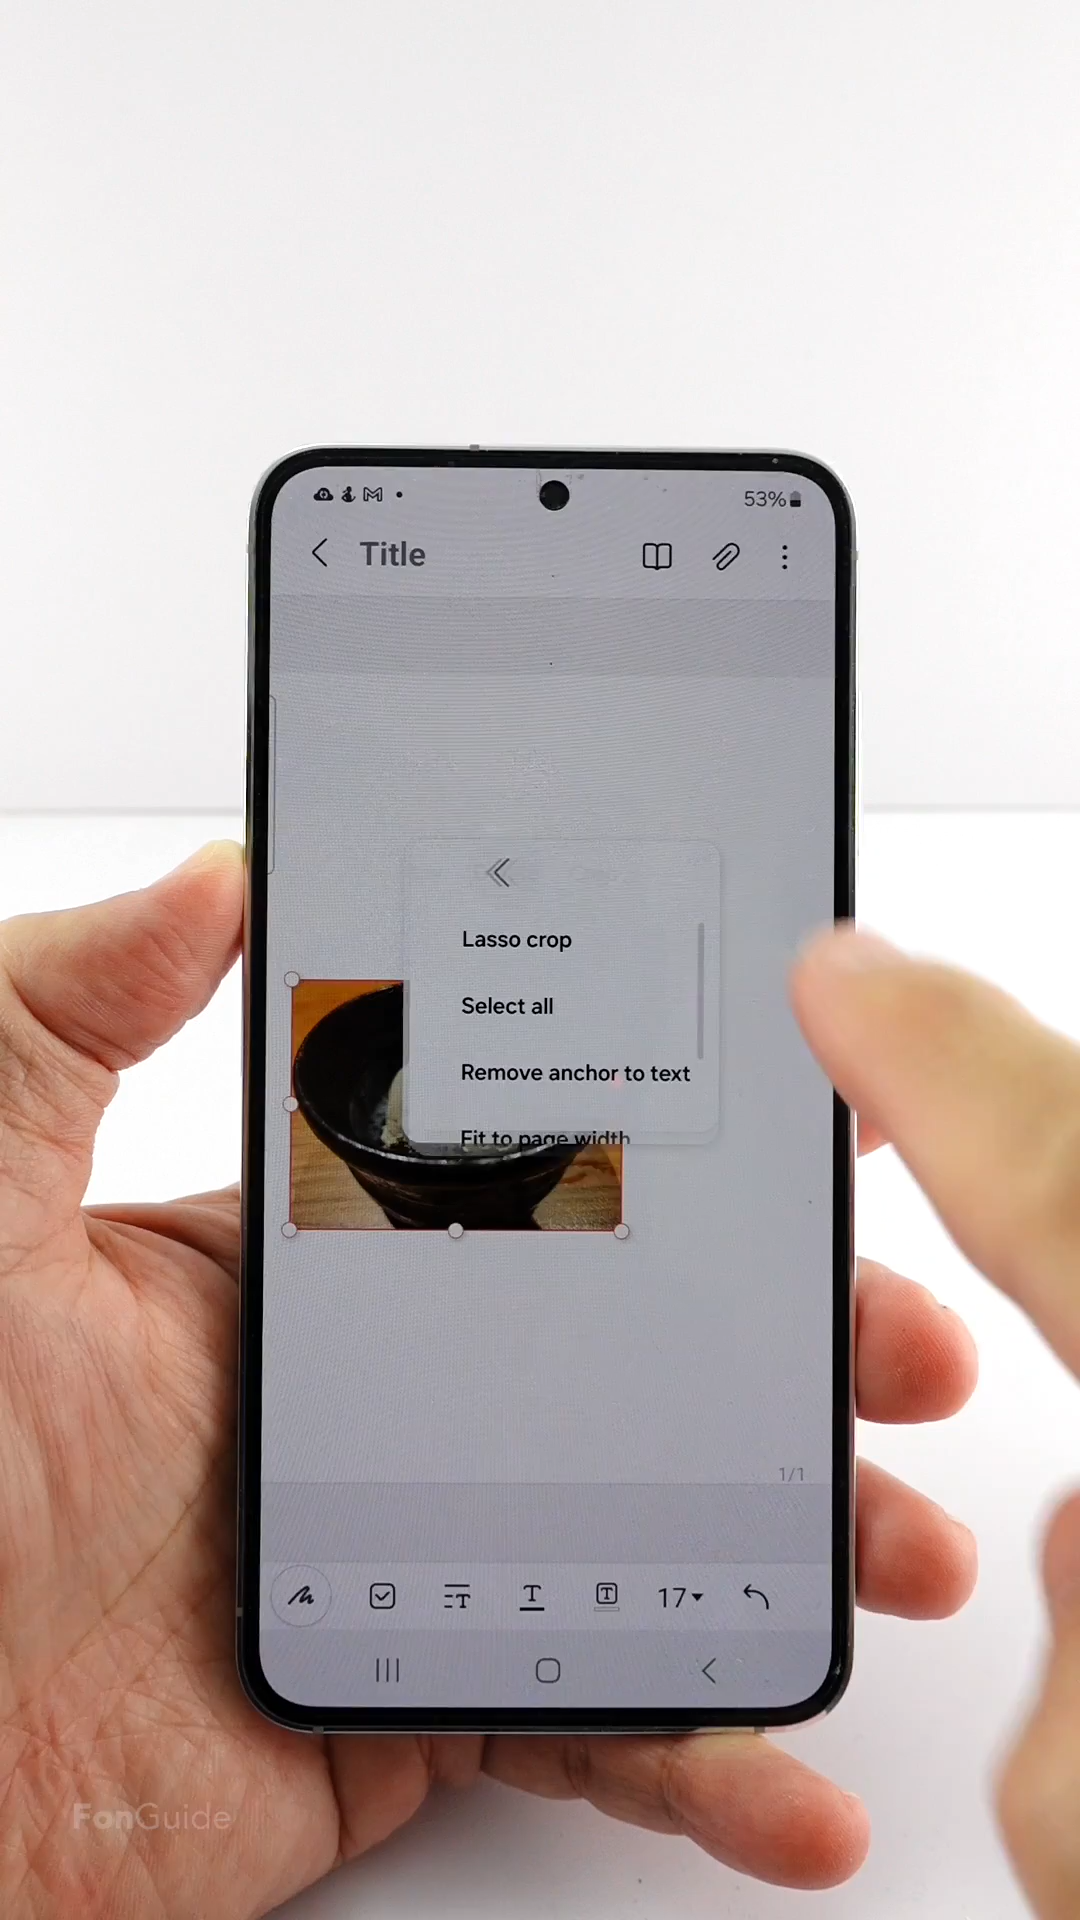 53%
Title
Lasso crop
Select all
Remove anchor to text
Fit to page width
1/1
17
FonGuide